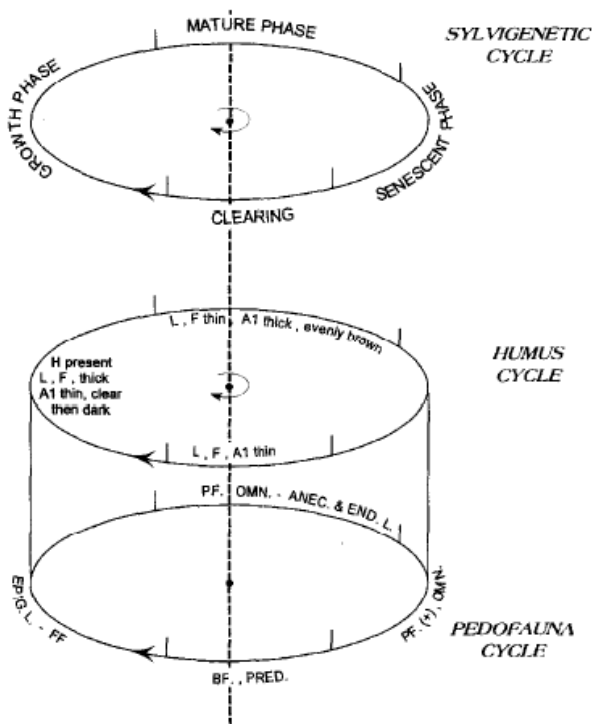 MATURE PHASE
SYLVIGENETIC
CYCLE
GROWTH PHASE
SENESCENT PHASE
CLEARING
L , F thin , A1 thick , evenly brown
H present
L , F , thick
A1 thin, clear
then dark
HUMUS
CYCLE
L , F , A1 thin
PF. OMN. - ANEC. & END. L.
EPIG. L. - FF
PF. (+) , OMN.
PEDOFAUNA
CYCLE
BF. , PRED.